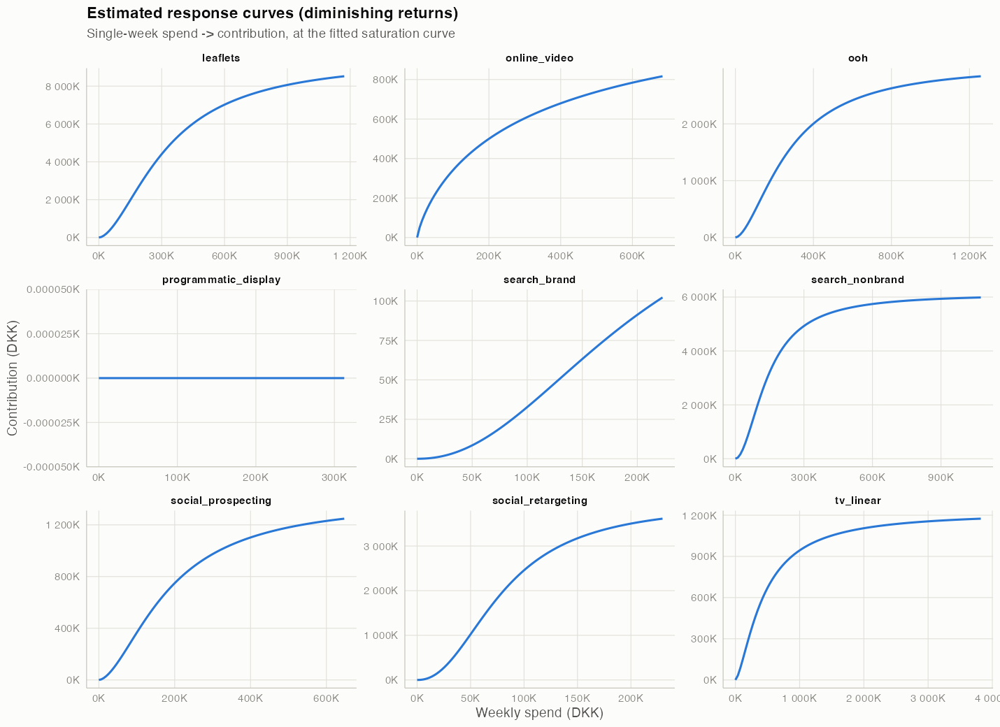 Estimated response curves (diminishing returns)
Single-week spend -> contribution, at the fitted saturation curve
leaflets
8 000K
6 000K
4 000K
2 000K
0K
0K 300K 600K 900K 1 200K
online_video
800K
600K
400K
200K
0K
0K 200K 400K 600K
ooh
2 000K
1 000K
0K
0K 400K 800K 1 200K
Contribution (DKK)
programmatic_display
0.000050K
0.000025K
0.000000K
-0.000025K
-0.000050K
0K 100K 200K 300K
search_brand
100K
75K
50K
25K
0K
0K 50K 100K 150K 200K
search_nonbrand
6 000K
4 000K
2 000K
0K
0K 300K 600K 900K
social_prospecting
1 200K
800K
400K
0K
0K 200K 400K 600K
social_retargeting
3 000K
2 000K
1 000K
0K
0K 50K 100K 150K 200K
tv_linear
1 200K
900K
600K
300K
0K
0K 1 000K 2 000K 3 000K 4 000
Weekly spend (DKK)